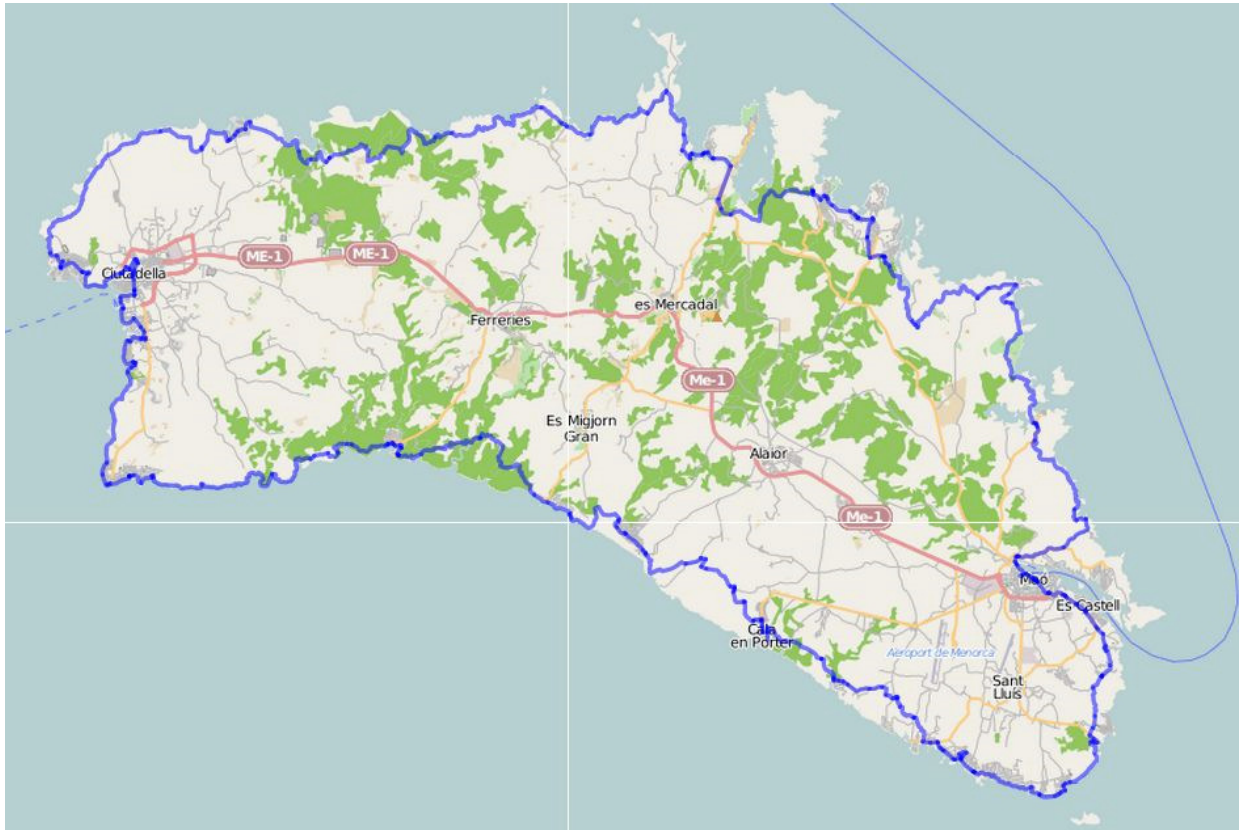 ME-1
ME-1
Ciutadella
es Mercadal
Ferreries
Me-1
Es Migjorn
Gran
Alaior
Me-1
Maó
Es Castell
Cala
en Porter
Aeroport de Menorca
Sant
Lluís